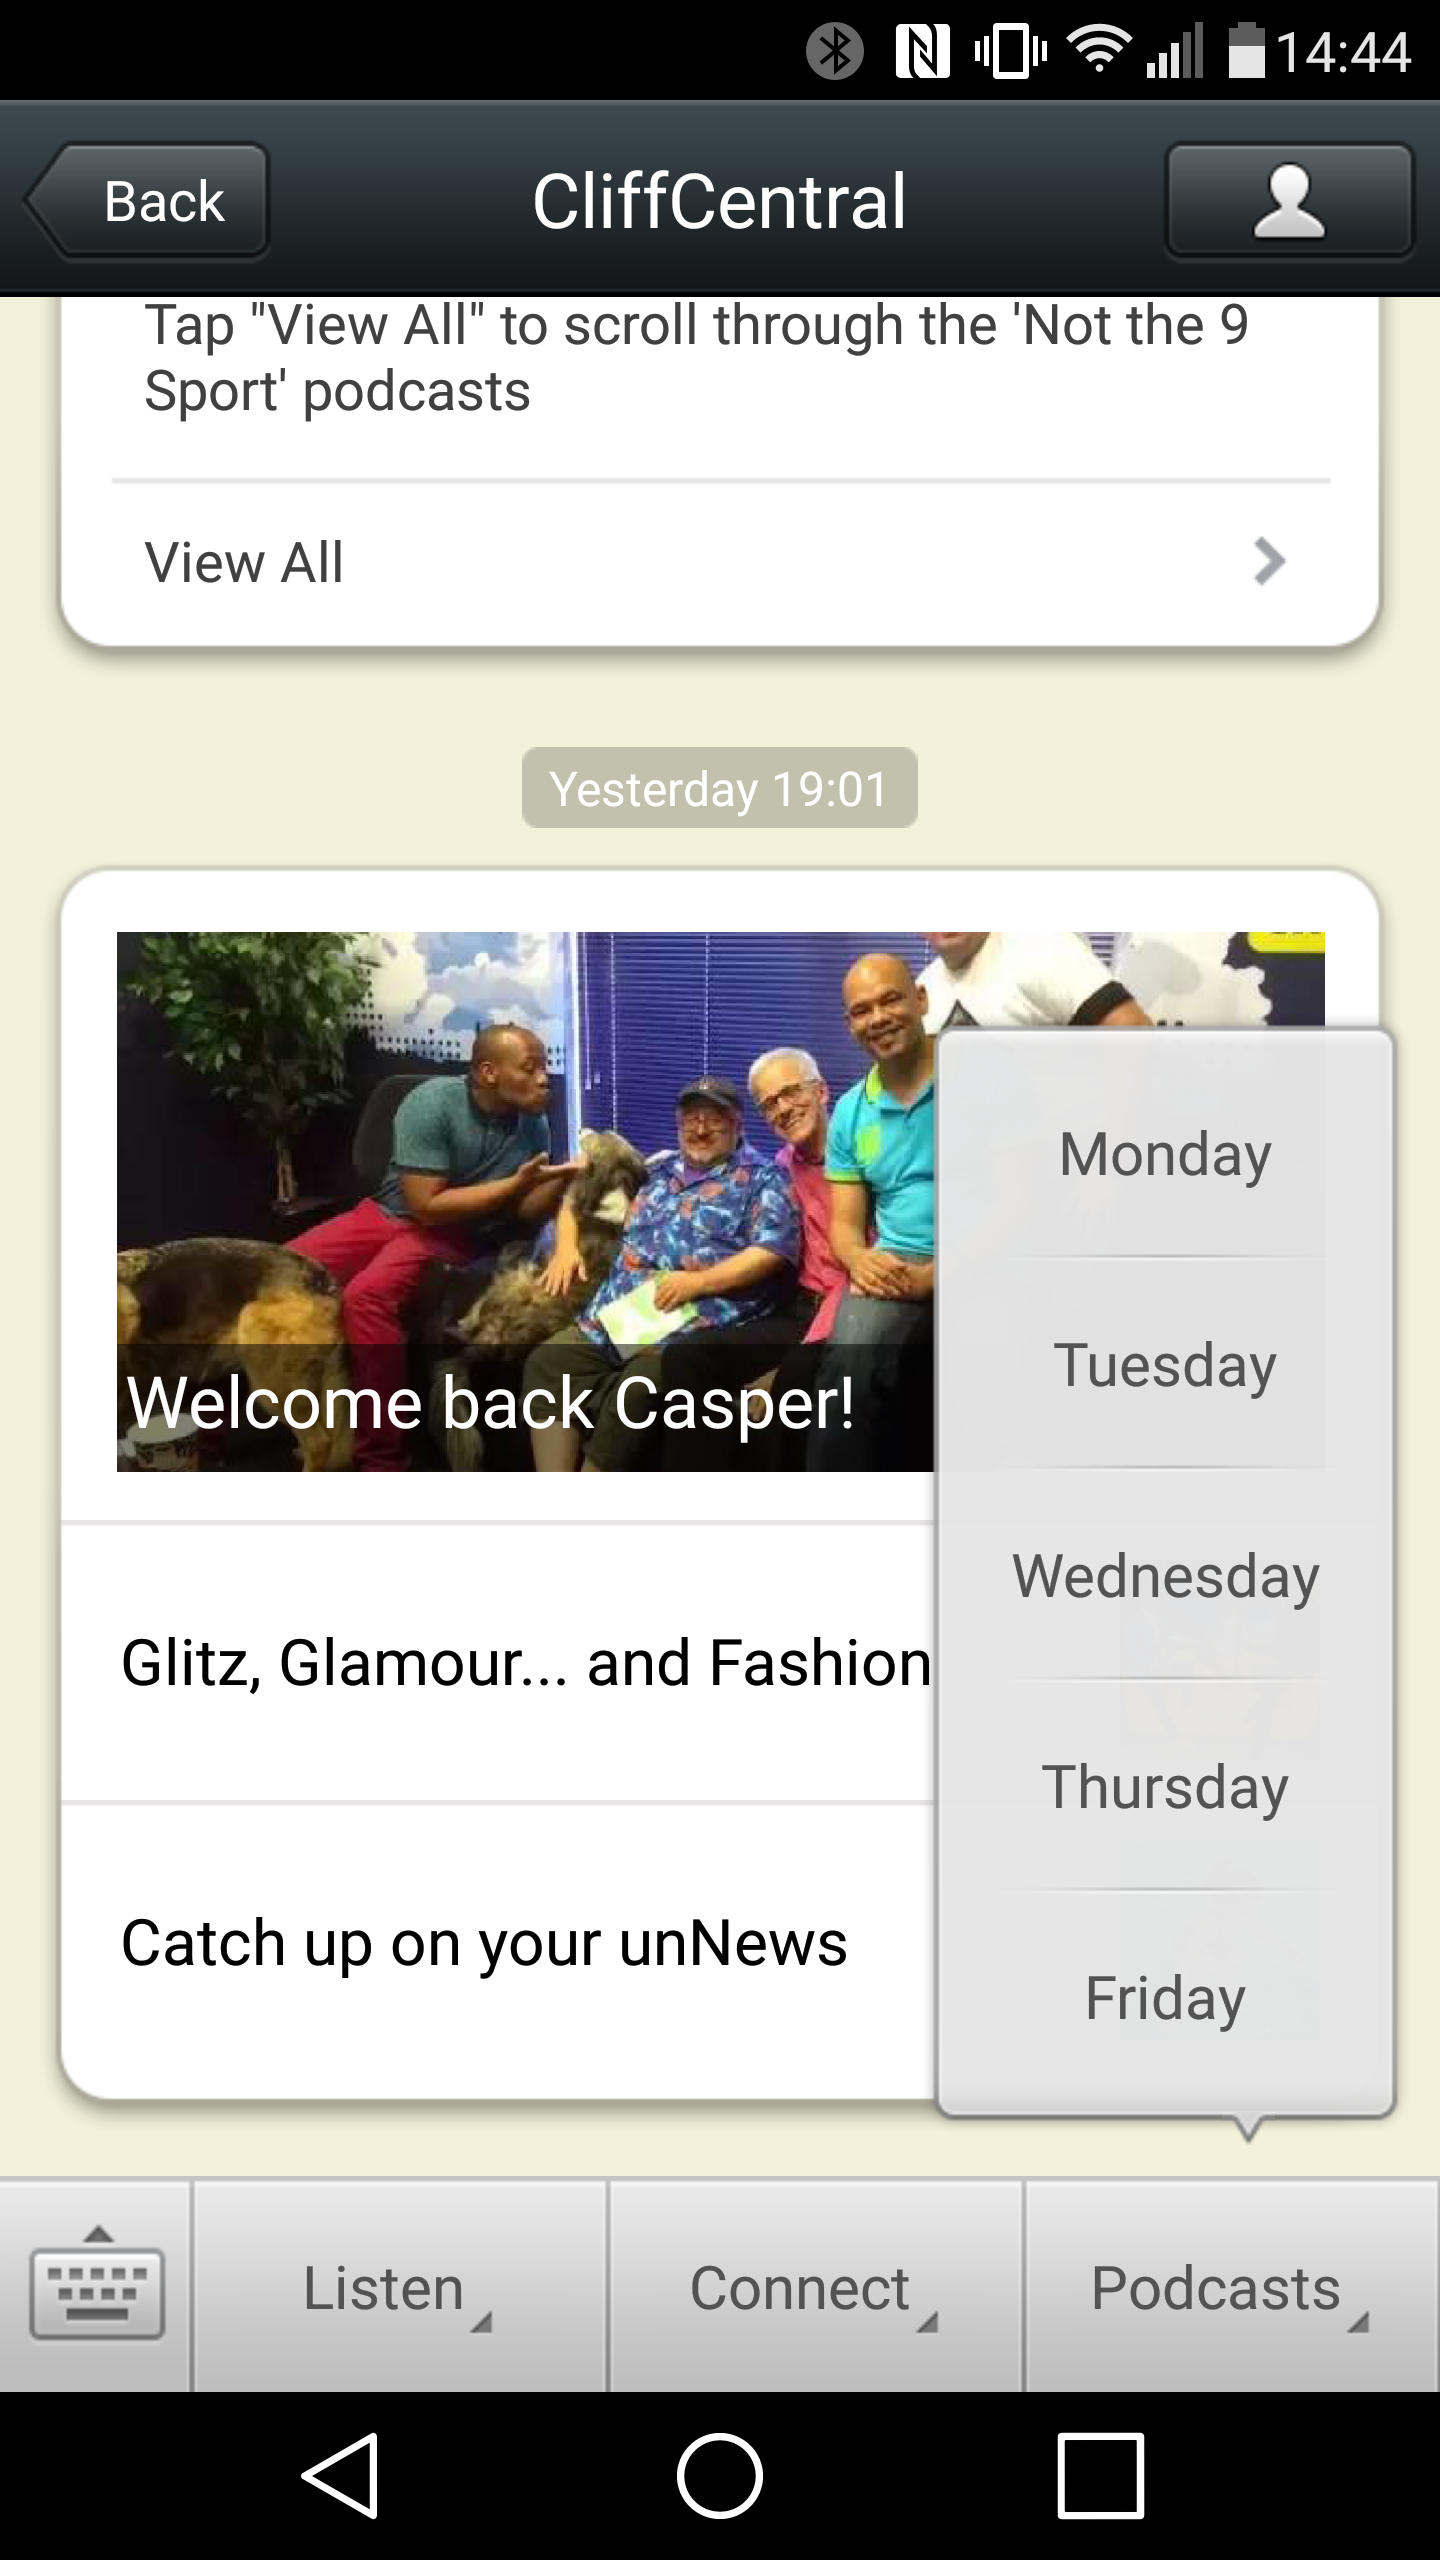 14:44
Back
CliffCentral
Tap "View All" to scroll through the 'Not the 9
Sport' podcasts
View All
Yesterday 19:01
Welcome back Casper!
Glitz, Glamour... and Fashion
Catch up on your unNews
Monday
Tuesday
Wednesday
Thursday
Friday
Listen
Connect
Podcasts